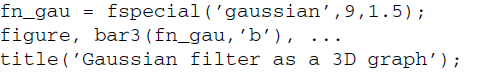 fn_gau = fspecial('gaussian',9,1.5);
figure, bar3(fn_gau,'b'), ...
title('Gaussian filter as a 3D graph');